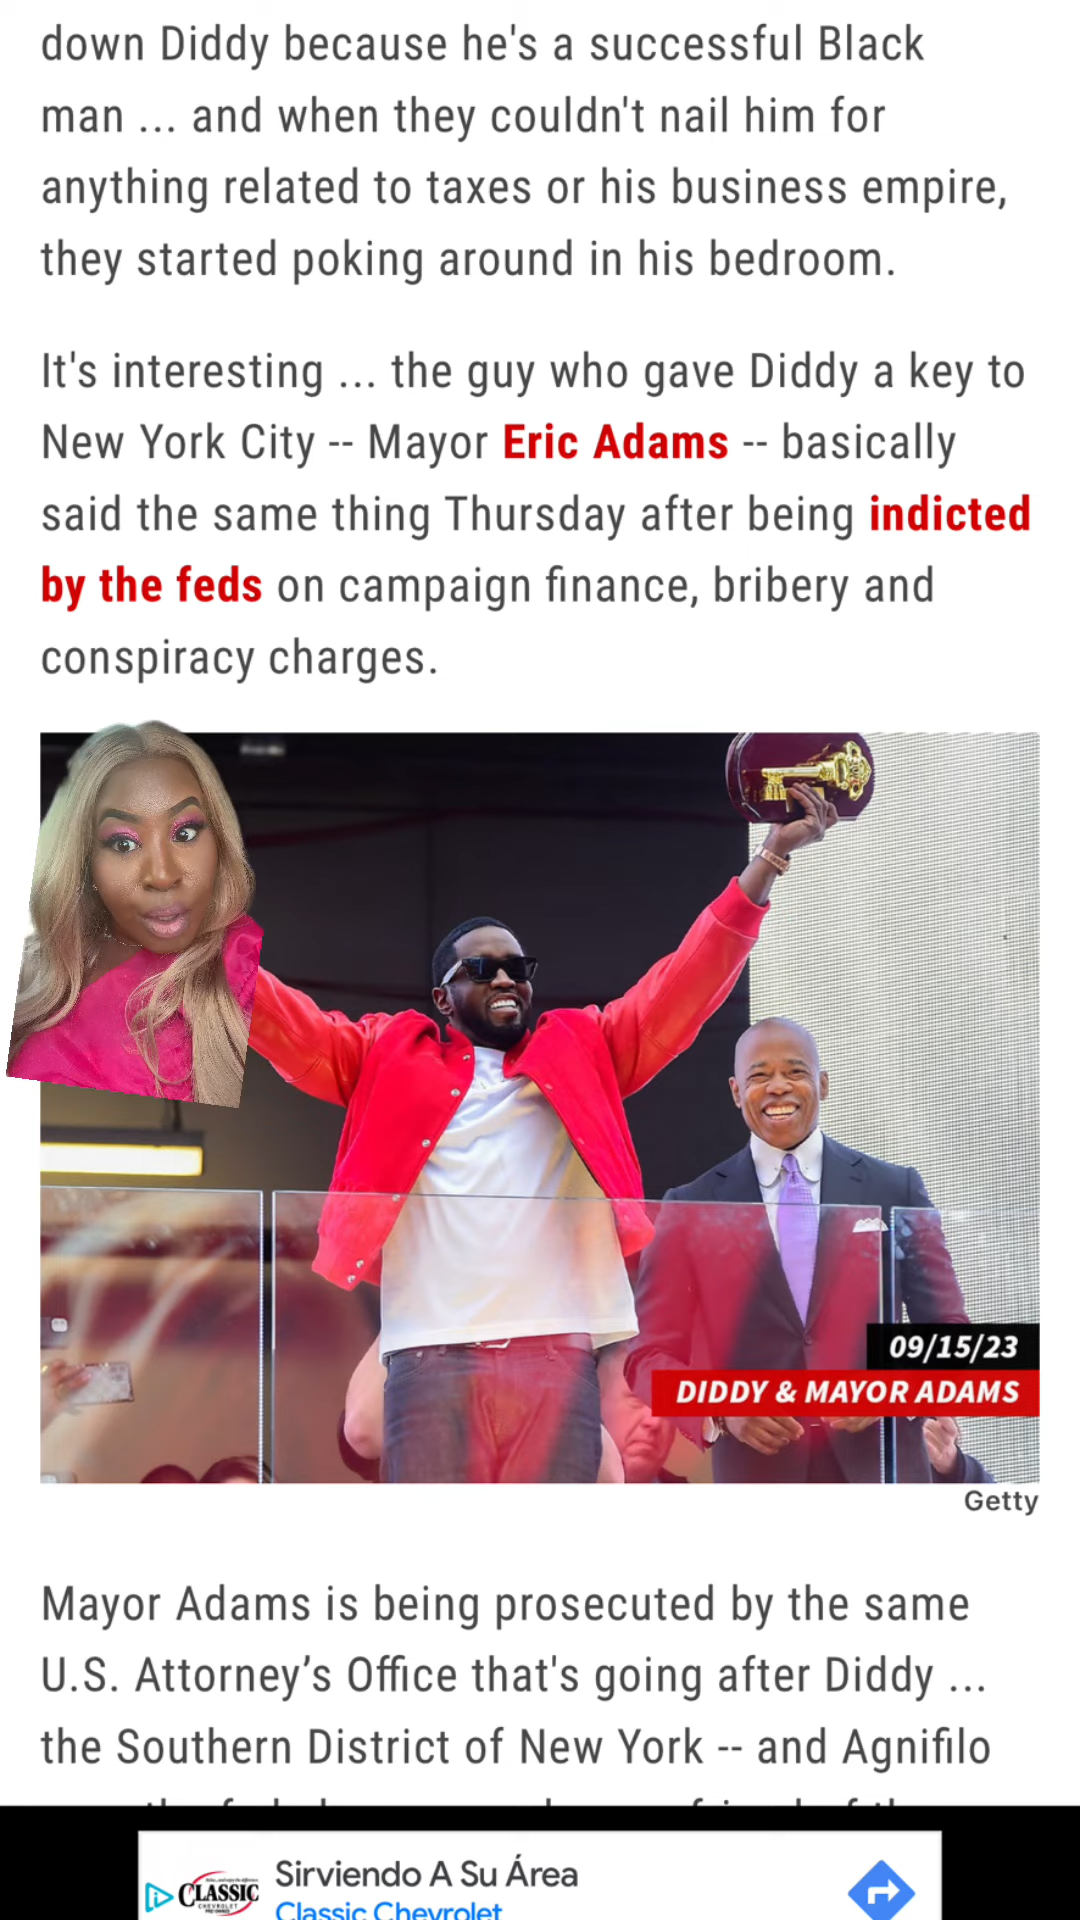 down Diddy because he's a successful Black
man ... and when they couldn't nail him for
anything related to taxes or his business empire,
they started poking around in his bedroom.
It's interesting ... the guy who gave Diddy a key to
New York City -- Mayor Eric Adams -- basically
said the same thing Thursday after being indicted
by the feds on campaign finance, bribery and
conspiracy charges.
09/15/23
DIDDY & MAYOR ADAMS
Getty
Mayor Adams is being prosecuted by the same
U.S. Attorney’s Office that's going after Diddy ...
the Southern District of New York -- and Agnifilo
Sirviendo A Su Área
CLASSIC
CHEVROLET
Classic Chevrolet